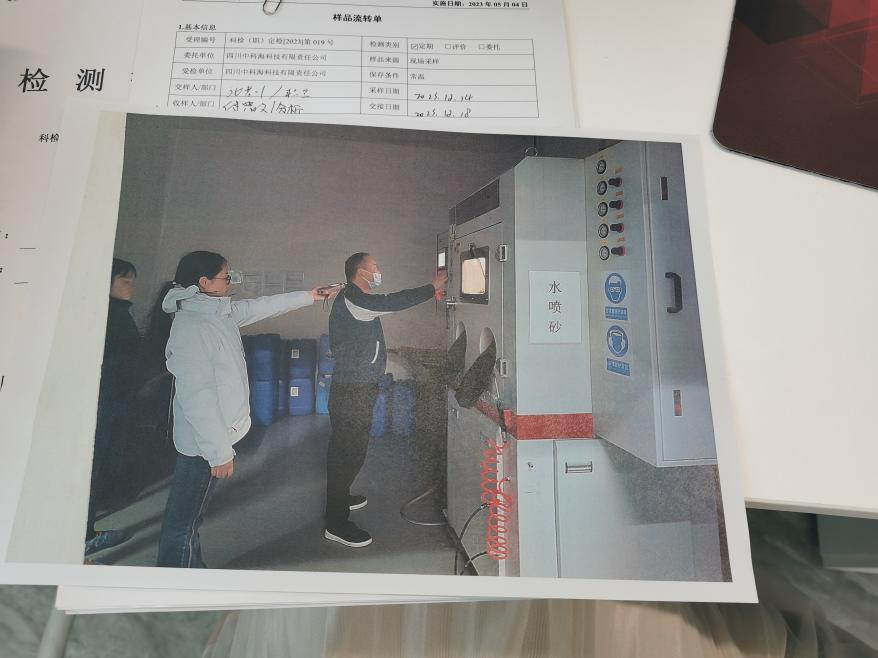 实施日期：2023 年 05 月 04 日
样品流转单
1.基本信息
受理编号 科检（职）定检[2023]第 019 号 检测类别 ☑定期 ☐评价 ☐委托
委托单位 四川中科海科技有限责任公司 样品来源 现场采样
受检单位 四川中科海科技有限责任公司 保存条件 常温
交样人/部门 采样日期 2023.12.14
收样人/部门 交接日期 2023.12.18
检 测
科检
水
喷
砂